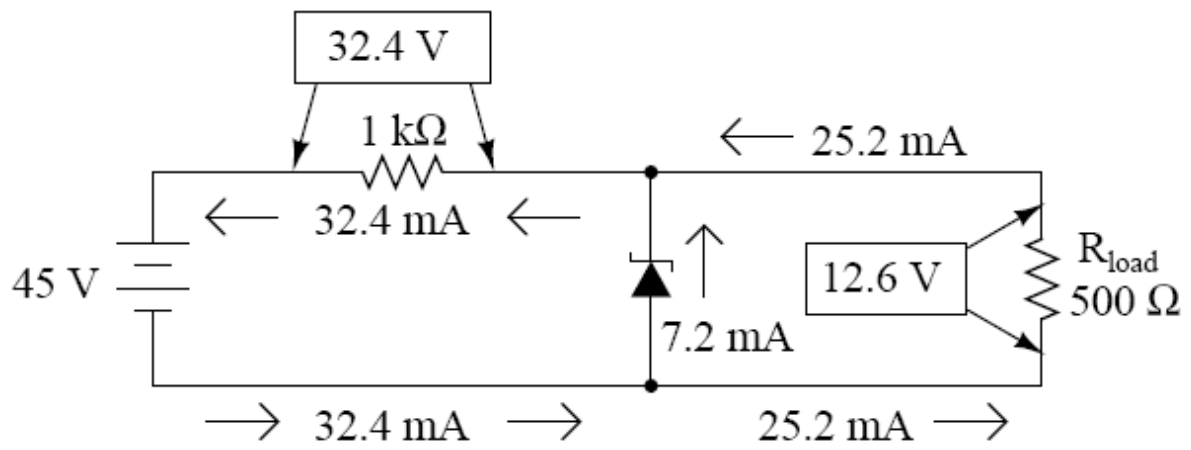 32.4 V
1 kΩ
25.2 mA
32.4 mA
45 V
12.6 V
R_load
500 Ω
7.2 mA
32.4 mA
25.2 mA